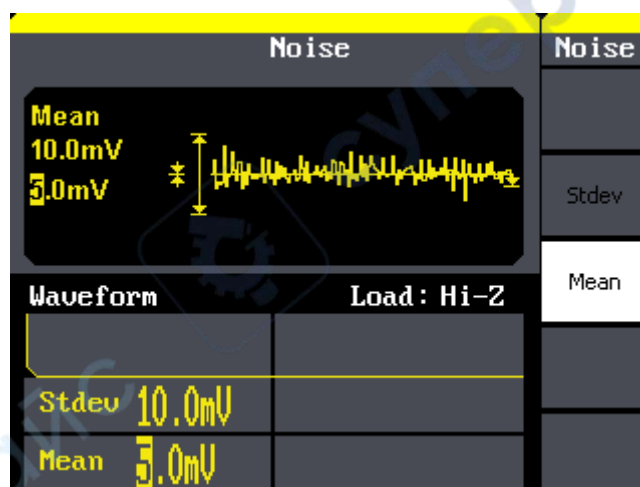 Noise
Noise
Mean
10.0mV
5.0mV
Stdev
Mean
Waveform
Load: Hi-Z
Stdev 10.0mV
Mean 5.0mV